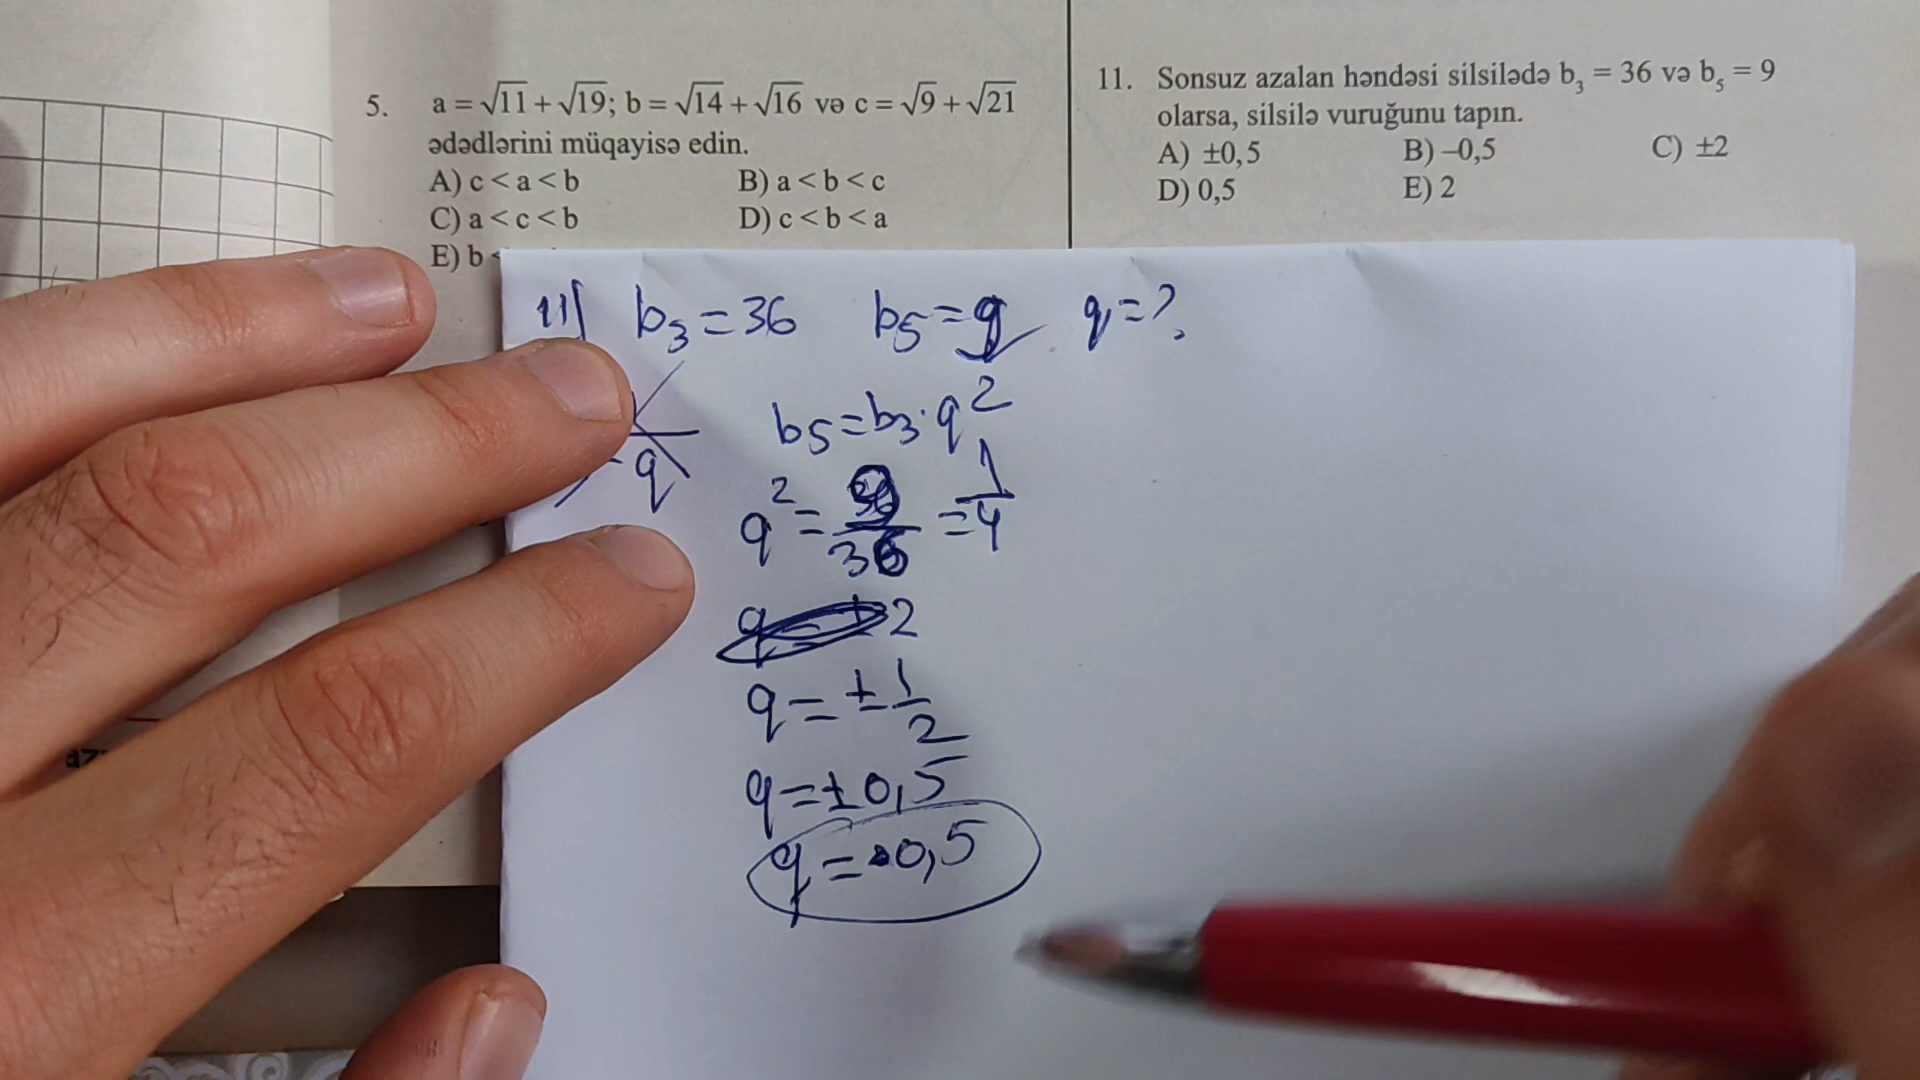 5. a = √11 + √19; b = √14 + √16 və c = √9 + √21
ədədlərini müqayisə edin.
A) c < a < b B) a < b < c
C) a < c < b D) c < b < a
E) b <
11. Sonsuz azalan həndəsi silsilədə b₃ = 36 və b₅ = 9
olarsa, silsilə vuruğunu tapın.
A) ±0,5 B) –0,5 C) ±2
D) 0,5 E) 2
11) b₃ = 36 b₅ = 9 q = ?
b₅ = b₃ · q²
q
q² = 9/36 = 1/4
2
q = ± 1/2
q = ±0,5
q = 0,5